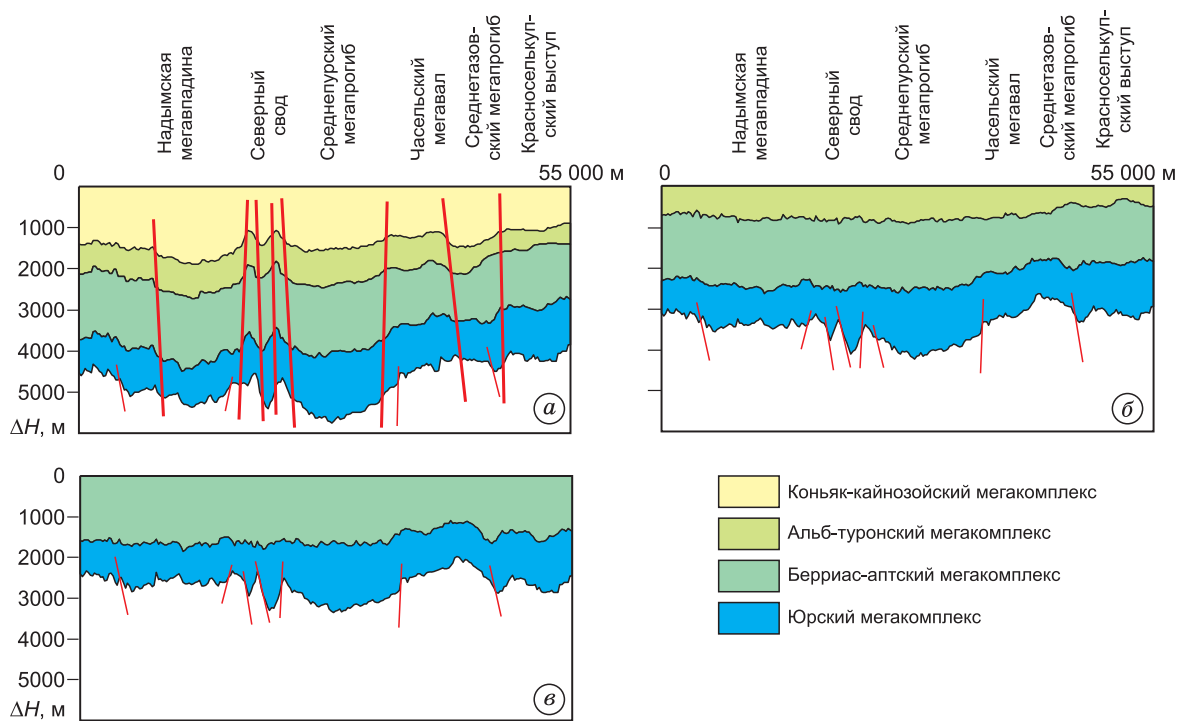 Надымская
мегавпадина
Северный
свод
Среднепурский
мегапрогиб
Часельский
мегавал
Среднетазов-
ский мегапрогиб
Красноселькуп-
ский выступ
0
55 000 м
1000
2000
3000
4000
5000
ΔH, м
а
Надымская
мегавпадина
Северный
свод
Среднепурский
мегапрогиб
Часельский
мегавал
Среднетазов-
ский мегапрогиб
Красноселькуп-
ский выступ
0
55 000 м
б
0
1000
2000
3000
4000
5000
ΔH, м
в
Коньяк-кайнозойский мегакомплекс
Альб-туронский мегакомплекс
Берриас-аптский мегакомплекс
Юрский мегакомплекс